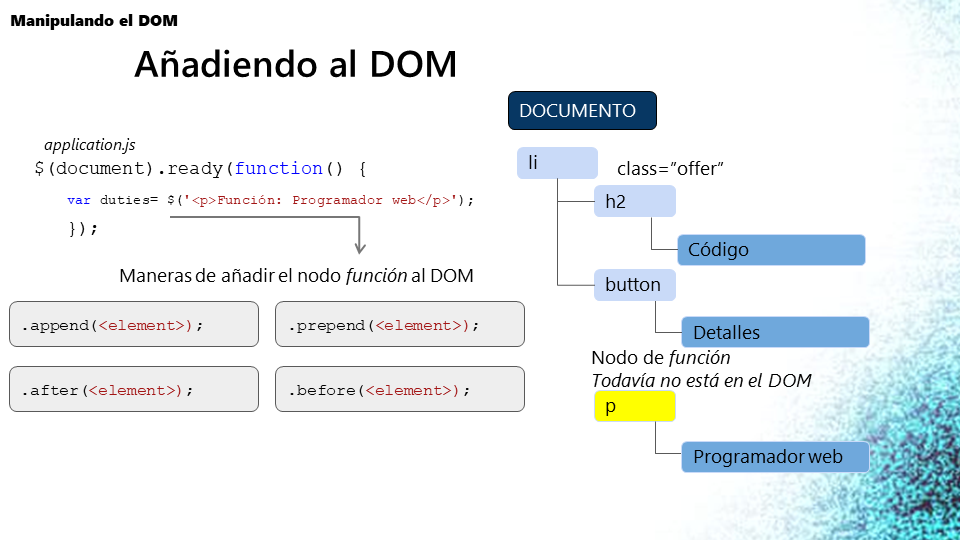 Manipulando el DOM
Añadiendo al DOM
application.js
$(document).ready(function() {
var duties= $('<p>Función: Programador web</p>');
});
Maneras de añadir el nodo función al DOM
.append(<element>);
.prepend(<element>);
.after(<element>);
.before(<element>);
DOCUMENTO
li
class=”offer”
h2
Código
button
Detalles
Nodo de función
Todavía no está en el DOM
p
Programador web